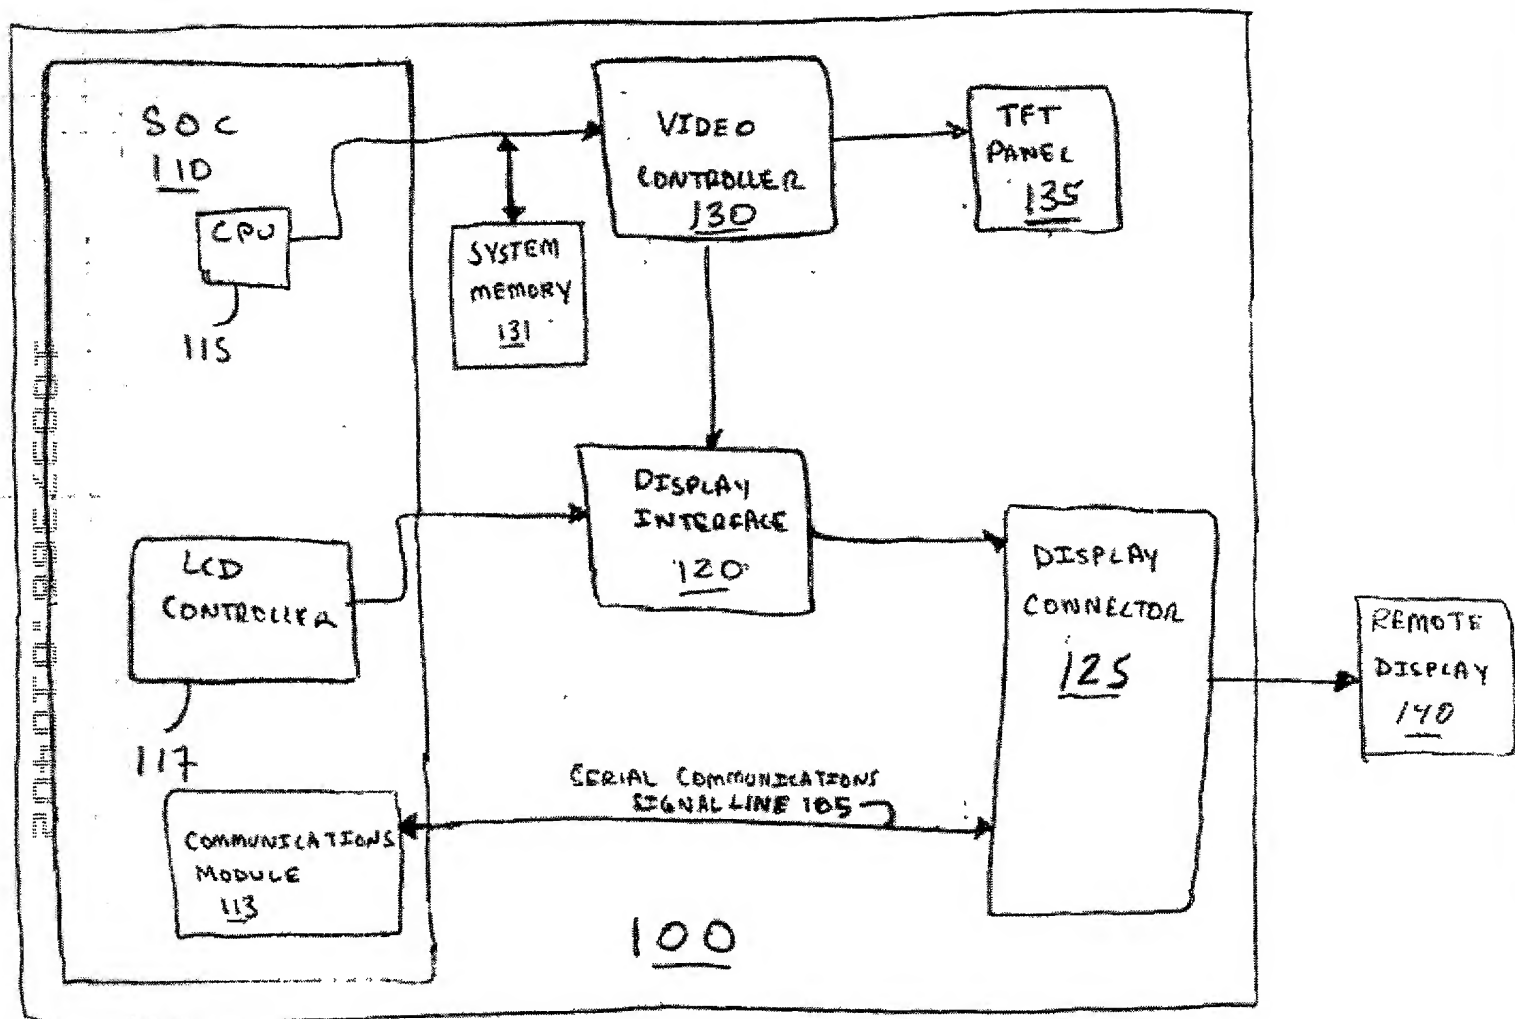 SOC
110
CPU
115
VIDEO
CONTROLLER
130
TFT
PANEL
135
SYSTEM
MEMORY
131
DISPLAY
INTERFACE
120
LCD
CONTROLLER
117
DISPLAY
CONNECTOR
125
REMOTE
DISPLAY
140
SERIAL COMMUNICATIONS
SIGNAL LINE 105
COMMUNICATIONS
MODULE
113
100